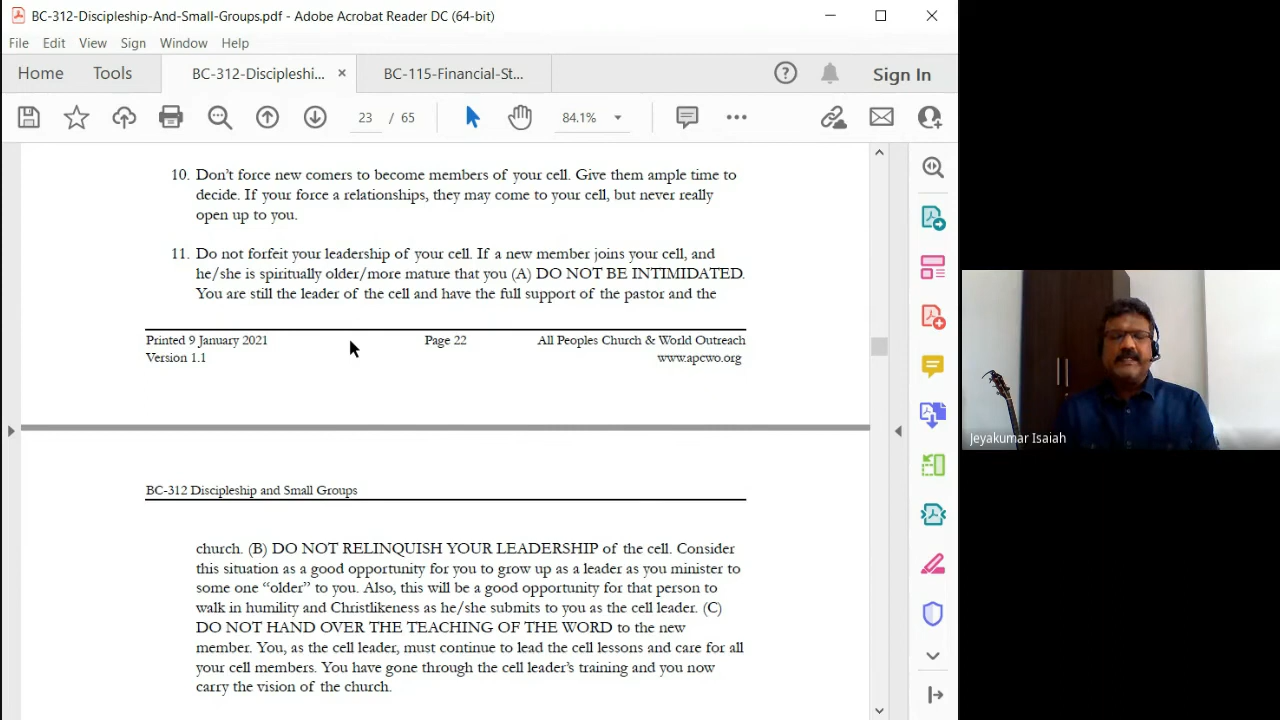 BC-312-Discipleship-And-Small-Groups.pdf - Adobe Acrobat Reader DC (64-bit)
File Edit View Sign Window Help
Home Tools BC-312-Discipleshi... × BC-115-Financial-St... Sign In
23 / 65 84.1%
10. Don't force new comers to become members of your cell. Give them ample time to
decide. If your force a relationships, they may come to your cell, but never really
open up to you.
11. Do not forfeit your leadership of your cell. If a new member joins your cell, and
he/she is spiritually older/more mature that you (A) DO NOT BE INTIMIDATED.
You are still the leader of the cell and have the full support of the pastor and the
Printed 9 January 2021 Page 22 All Peoples Church & World Outreach
Version 1.1 www.apcwo.org
BC-312 Discipleship and Small Groups
church. (B) DO NOT RELINQUISH YOUR LEADERSHIP of the cell. Consider
this situation as a good opportunity for you to grow up as a leader as you minister to
some one “older” to you. Also, this will be a good opportunity for that person to
walk in humility and Christlikeness as he/she submits to you as the cell leader. (C)
DO NOT HAND OVER THE TEACHING OF THE WORD to the new
member. You, as the cell leader, must continue to lead the cell lessons and care for all
your cell members. You have gone through the cell leader's training and you now
carry the vision of the church.
Jeyakumar Isaiah